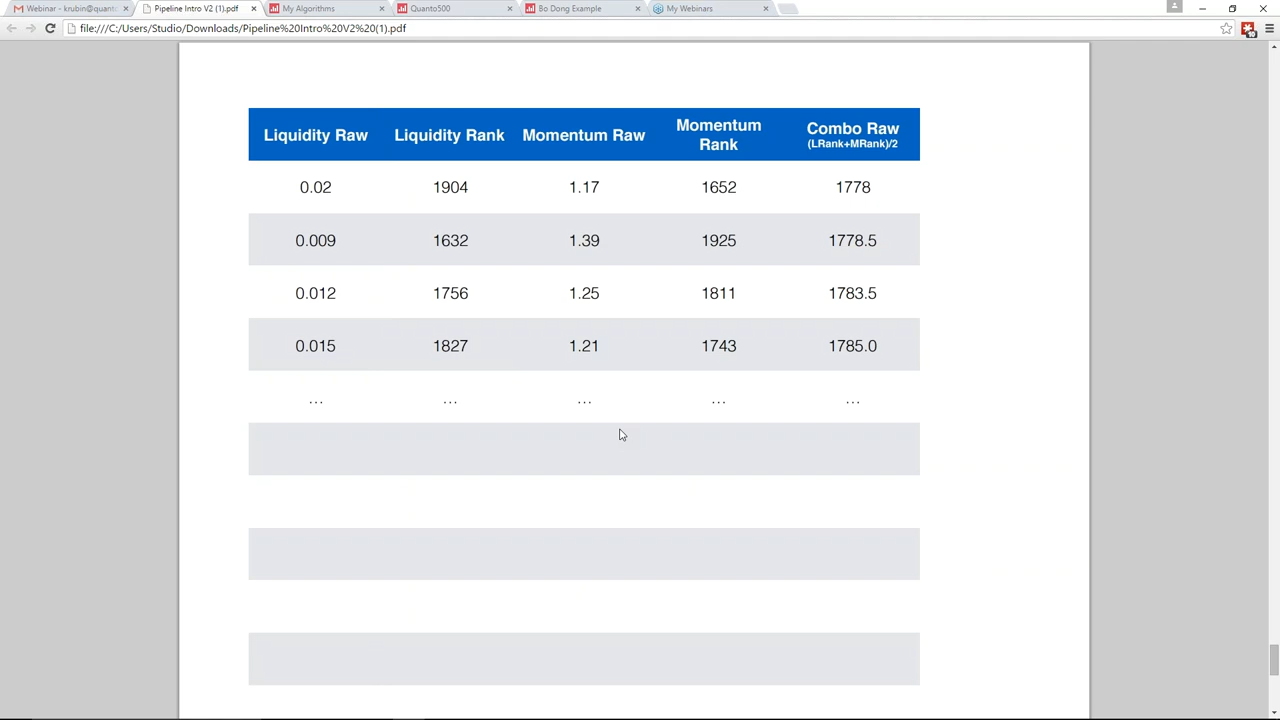 Webinar - krubin@quanto
Pipeline Intro V2 (1).pdf
My Algorithms
Quanto500
Bo Dong Example
My Webinars
file:///C:/Users/Studio/Downloads/Pipeline%20Intro%20V2%20(1).pdf
Liquidity Raw Liquidity Rank Momentum Raw Momentum Rank Combo Raw
(LRank+MRank)/2
0.02 1904 1.17 1652 1778
0.009 1632 1.39 1925 1778.5
0.012 1756 1.25 1811 1783.5
0.015 1827 1.21 1743 1785.0
... ... ... ... ...